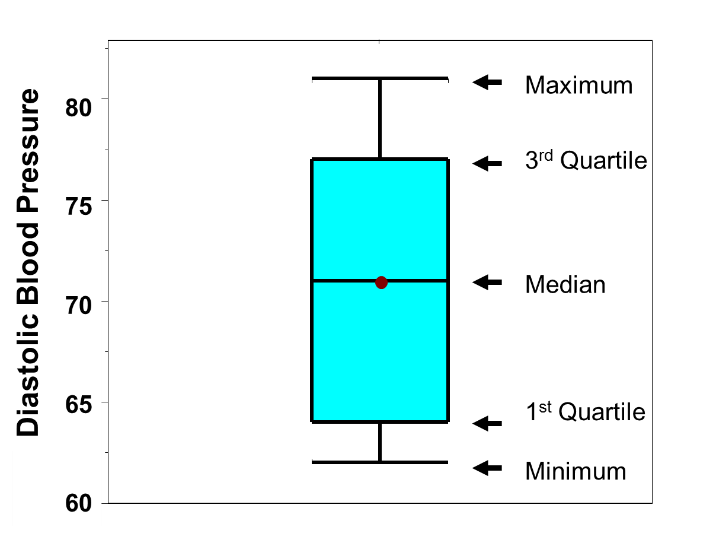 Diastolic Blood Pressure
80
75
70
65
60
Maximum
3rd Quartile
Median
1st Quartile
Minimum